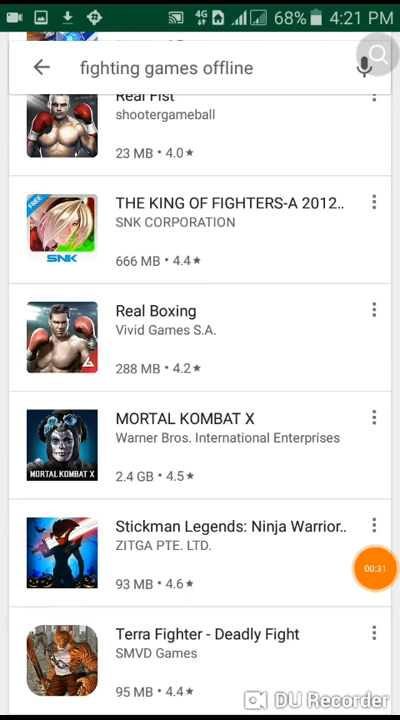 4G 68% 4:21 PM
fighting games offline
Real Fist
shootergameball
23 MB • 4.0★
FREE
THE KING OF FIGHTERS-A 2012..
SNK CORPORATION
SNK
666 MB • 4.4★
Real Boxing
Vivid Games S.A.
288 MB • 4.2★
MORTAL KOMBAT X
Warner Bros. International Enterprises
MORTAL KOMBAT X
2.4 GB • 4.5★
Stickman Legends: Ninja Warrior..
ZITGA PTE. LTD.
00:31
93 MB • 4.6★
Terra Fighter - Deadly Fight
SMVD Games
95 MB • 4.4★
DU Recorder